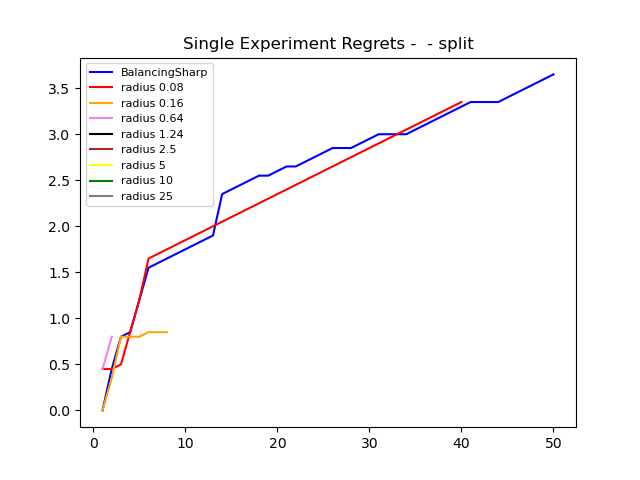 Single Experiment Regrets -  - split
BalancingSharp
radius 0.08
radius 0.16
radius 0.64
radius 1.24
radius 2.5
radius 5
radius 10
radius 25
3.5
3.0
2.5
2.0
1.5
1.0
0.5
0.0
0 10 20 30 40 50